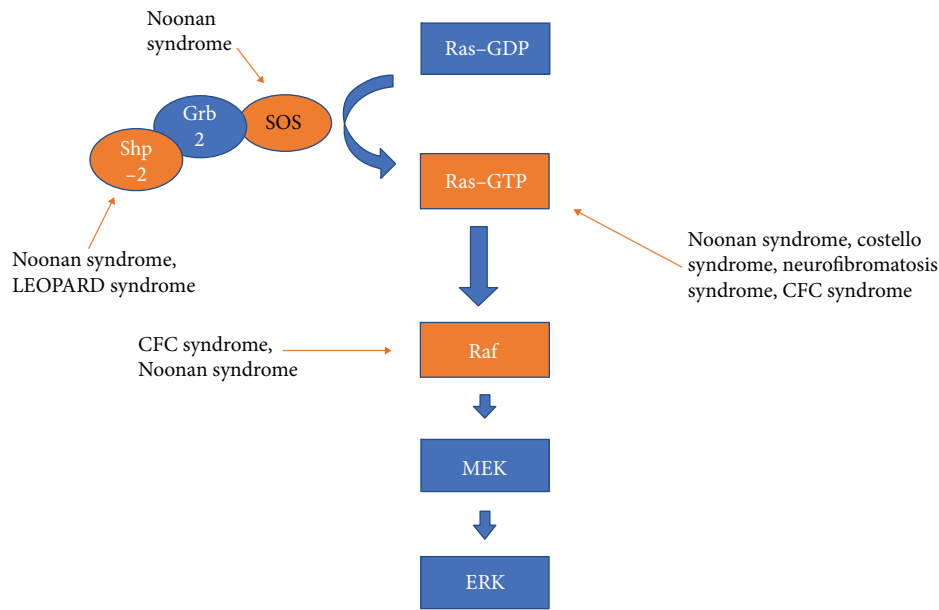 Noonan
syndrome
Ras–GDP
Grb
2
SOS
Shp
–2
Ras–GTP
Noonan syndrome,
LEOPARD syndrome
Noonan syndrome, costello
syndrome, neurofibromatosis
syndrome, CFC syndrome
CFC syndrome,
Noonan syndrome
Raf
MEK
ERK